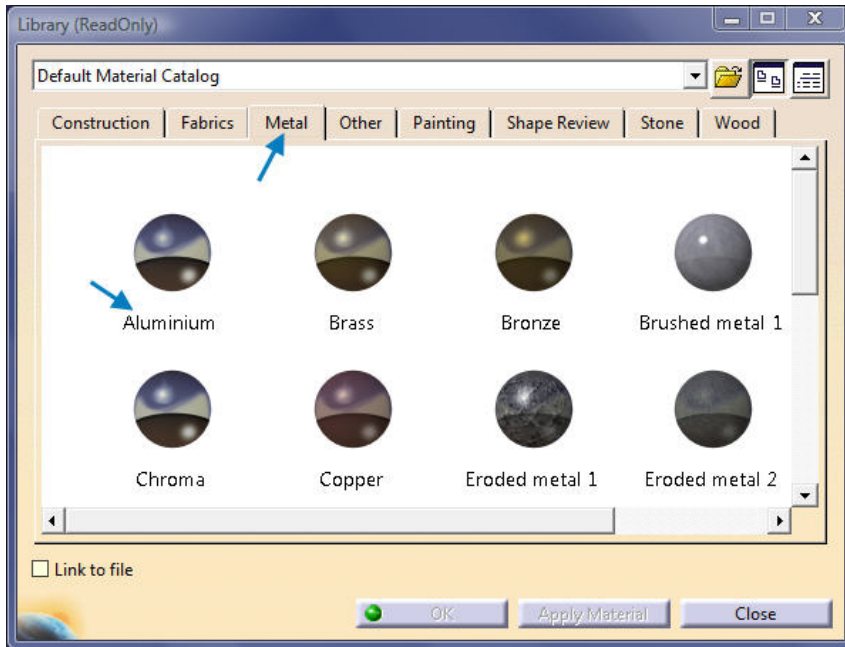 Library (ReadOnly)
Default Material Catalog
Construction Fabrics Metal Other Painting Shape Review Stone Wood
Aluminium Brass Bronze Brushed metal 1
Chroma Copper Eroded metal 1 Eroded metal 2
Link to file
OK Apply Material Close